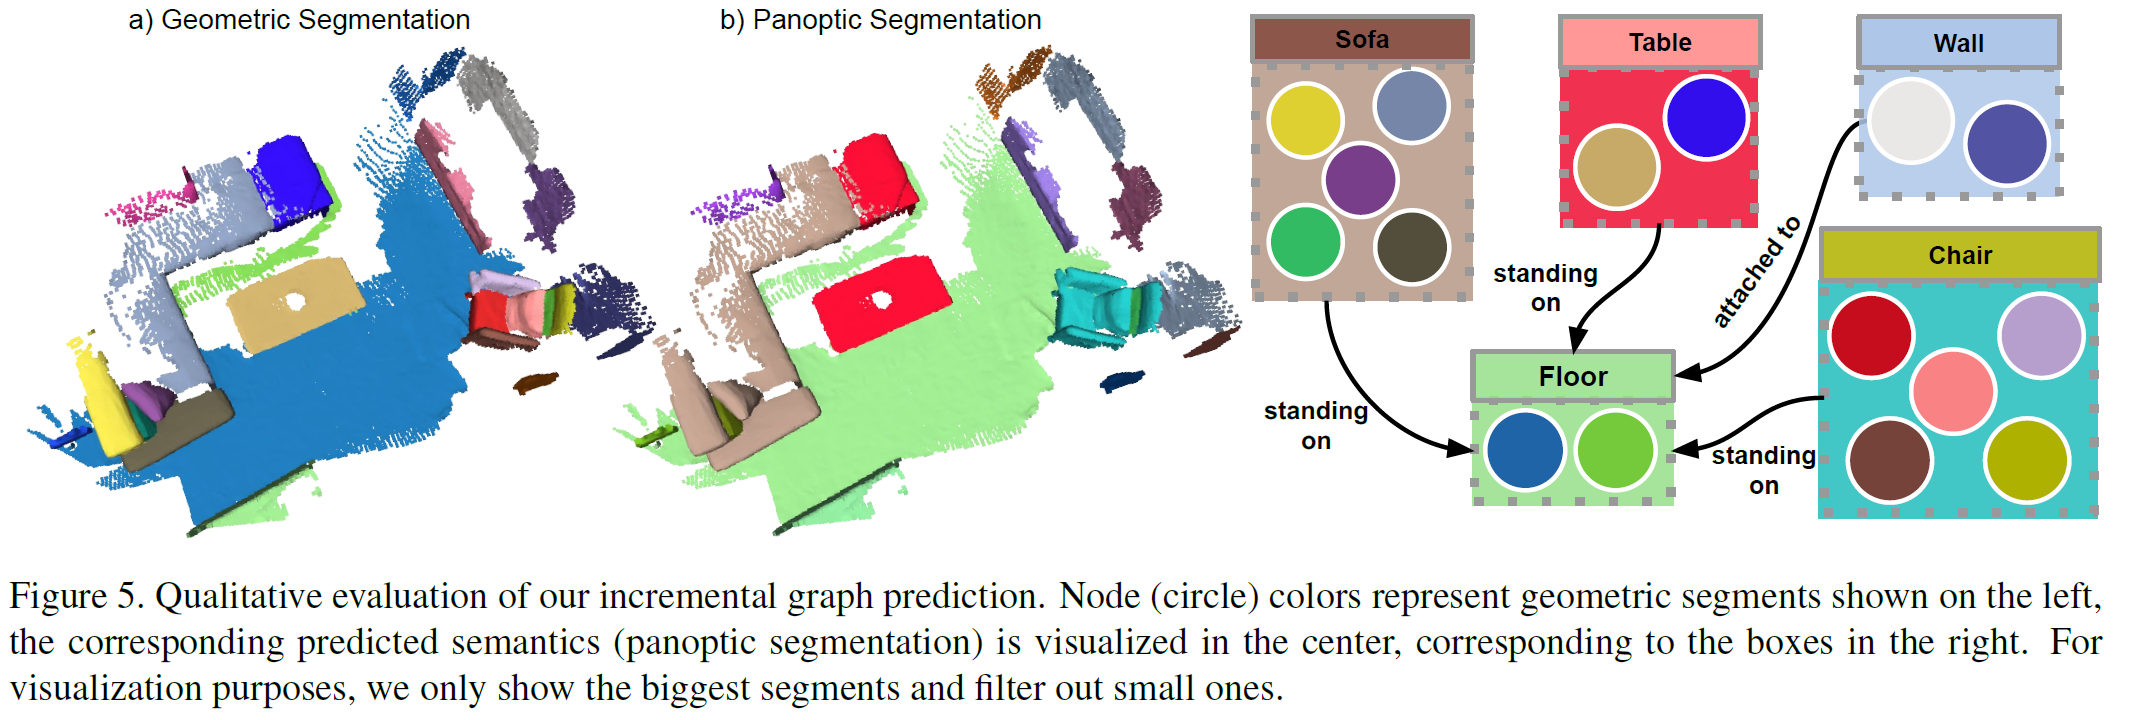 a) Geometric Segmentation
b) Panoptic Segmentation
Sofa
Table
Wall
Chair
Floor
standing
on
standing
on
attached to
standing
on
Figure 5. Qualitative evaluation of our incremental graph prediction. Node (circle) colors represent geometric segments shown on the left,
the corresponding predicted semantics (panoptic segmentation) is visualized in the center, corresponding to the boxes in the right. For
visualization purposes, we only show the biggest segments and filter out small ones.